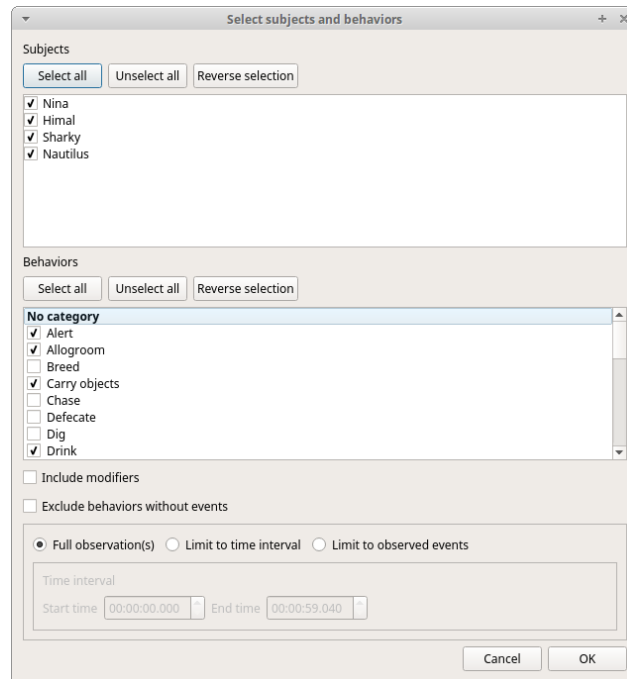 Select subjects and behaviors
Subjects
Select all Unselect all Reverse selection
Nina
Himal
Sharky
Nautilus
Behaviors
Select all Unselect all Reverse selection
No category
Alert
Allogroom
Breed
Carry objects
Chase
Defecate
Dig
Drink
Include modifiers
Exclude behaviors without events
Full observation(s) Limit to time interval Limit to observed events
Time interval
Start time 00:00:00.000 End time 00:00:59.040
Cancel OK